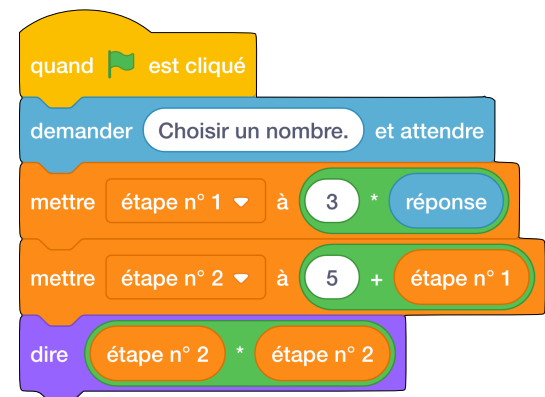 quand est cliqué
demander Choisir un nombre. et attendre
mettre étape n° 1 à 3 * réponse
mettre étape n° 2 à 5 + étape n° 1
dire étape n° 2 * étape n° 2